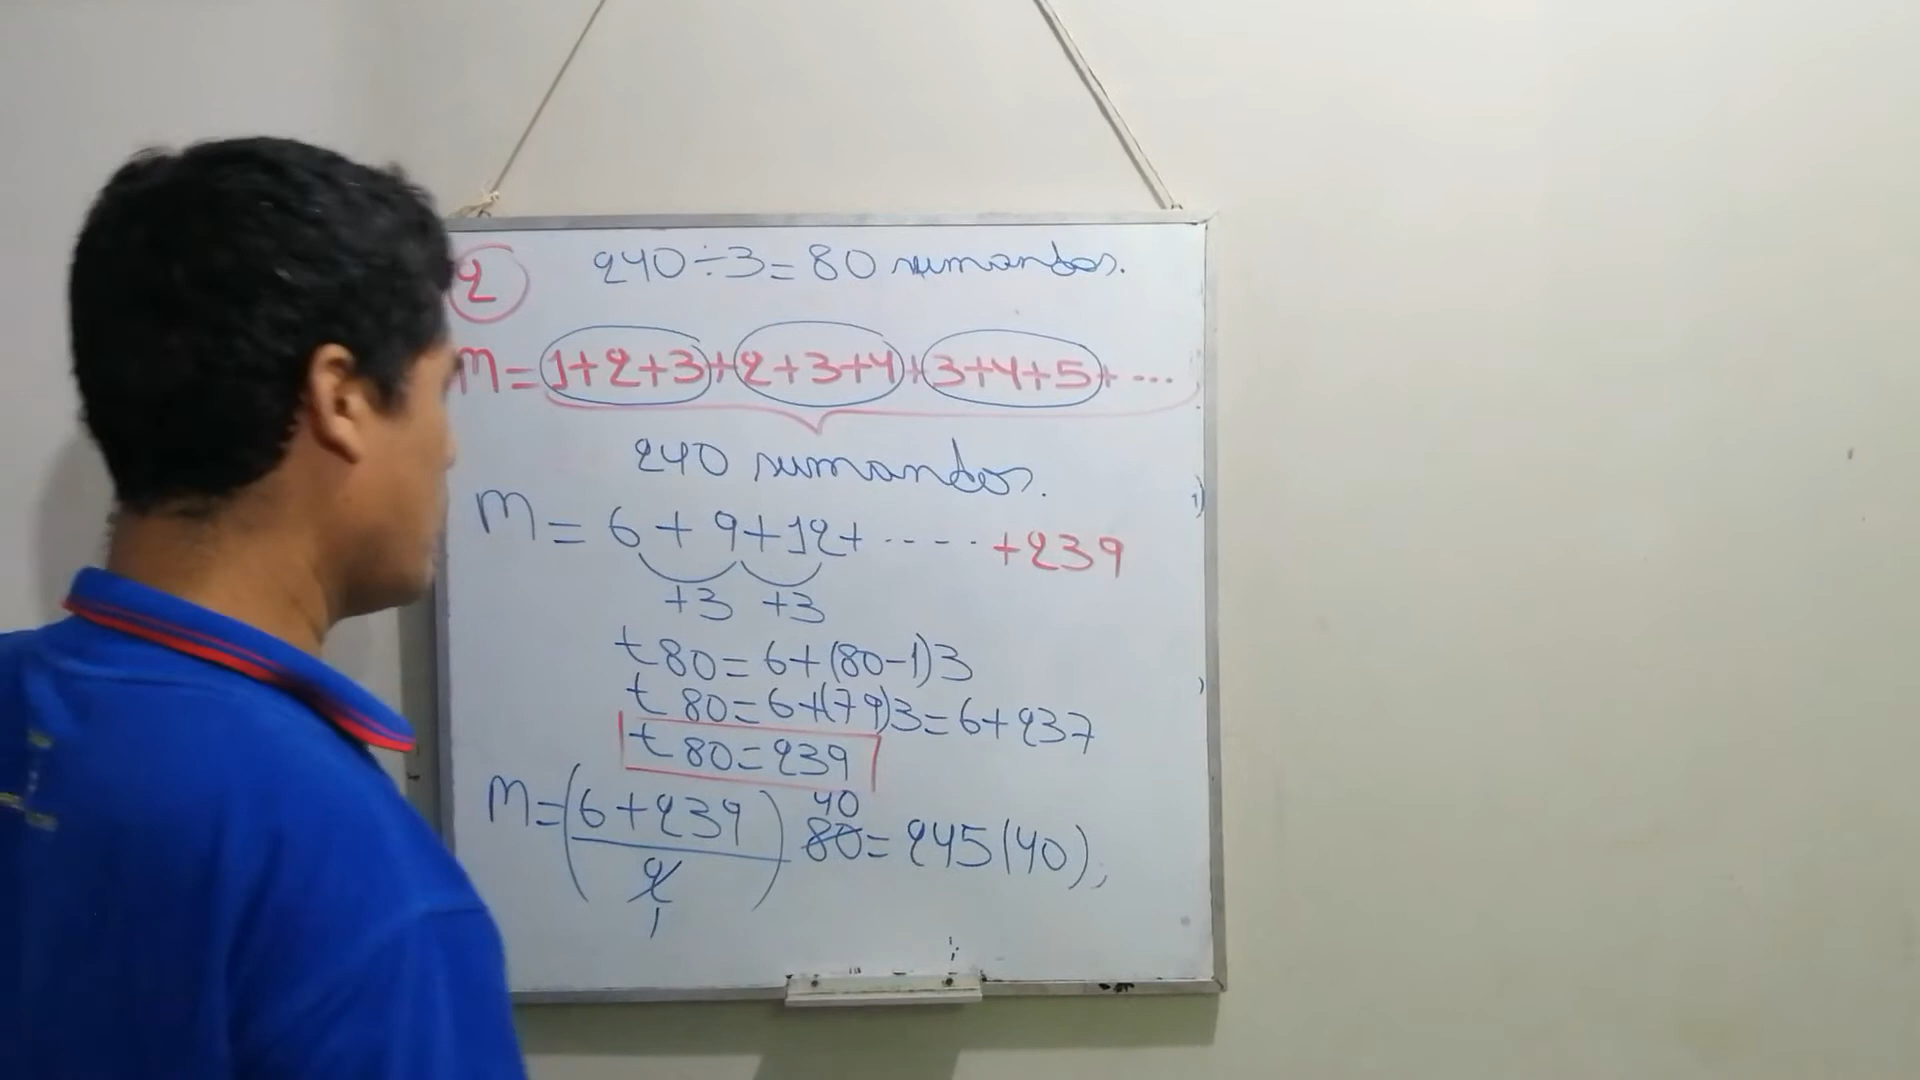 2
240÷3=80 sumandos.
M=1+2+3+2+3+4+3+4+5+...
240 sumandos.
M=6+9+12+.....+239
+3 +3
t80=6+(80-1)3
t80=6+(79)3=6+237
t80=239
M=(6+239/2)80=245(40)
40
1